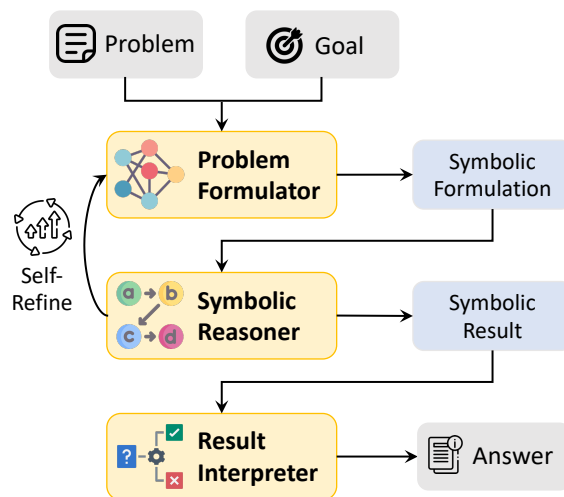 Problem
Goal
Problem
Formulator
Symbolic
Formulation
Self-
Refine
a
b
c
d
Symbolic
Reasoner
Symbolic
Result
?
Result
Interpreter
i
Answer